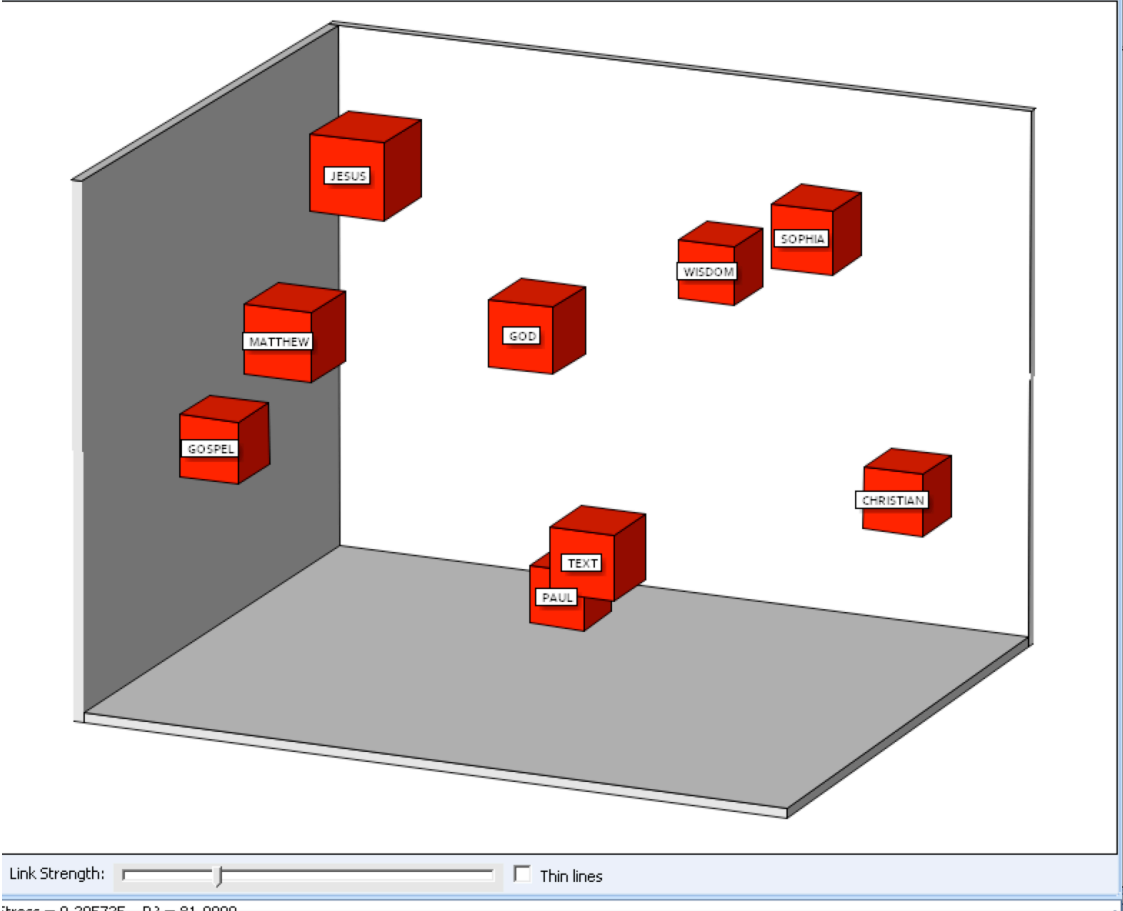 JESUS
SOPHIA
WISDOM
GOD
MATTHEW
GOSPEL
CHRISTIAN
TEXT
PAUL
Link Strength:
Thin lines